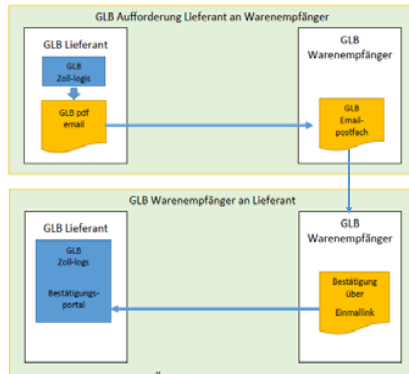 GLB Aufforderung Lieferant an Warenempfänger
GLB Lieferant
GLB
Zoll-logis
GLB pdf
email
GLB
Warenempfänger
GLB
Email-
postfach
GLB Warenempfänger an Lieferant
GLB Lieferant
GLB
Zoll-logs
Bestätigungs-
portal
GLB
Warenempfänger
Bestätigung
über
Einmallink